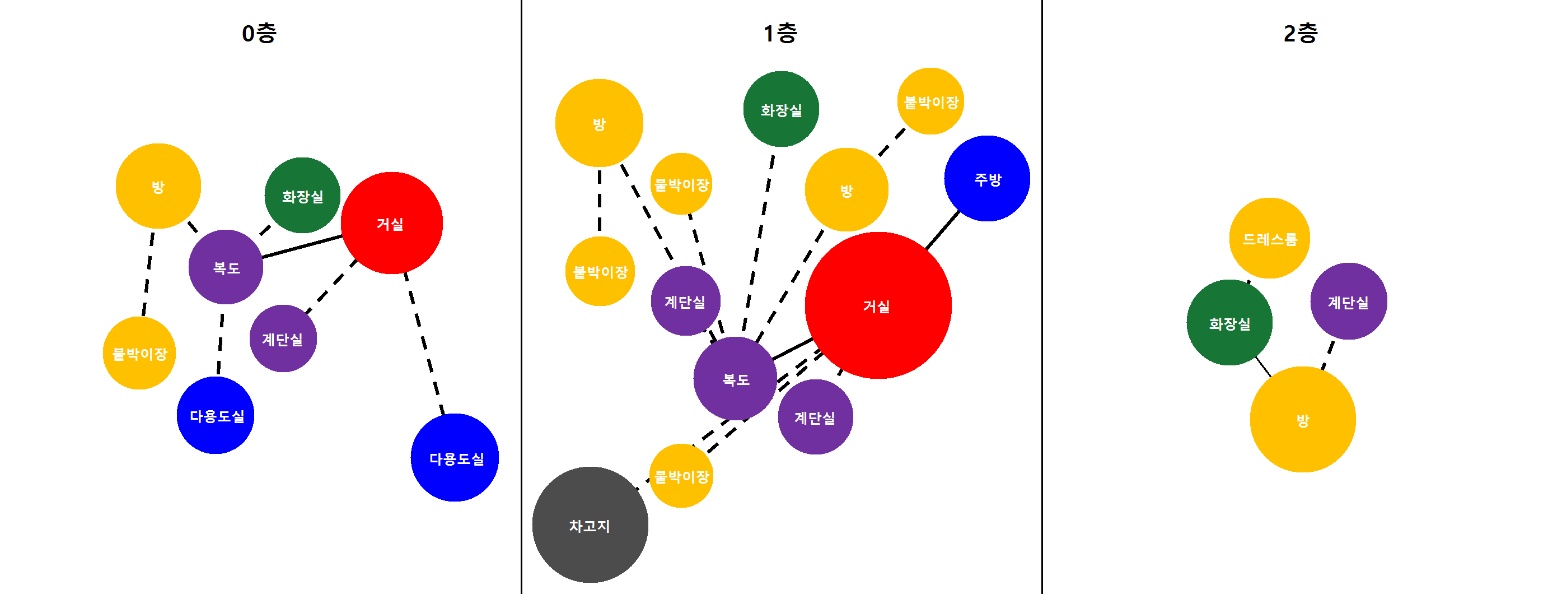 0층
방
화장실
거실
복도
계단실
붙박이장
다용도실
다용도실
1층
방
화장실
붙박이장
붙박이장
방
주방
붙박이장
계단실
거실
복도
계단실
붙박이장
차고지
2층
드레스룸
계단실
화장실
방